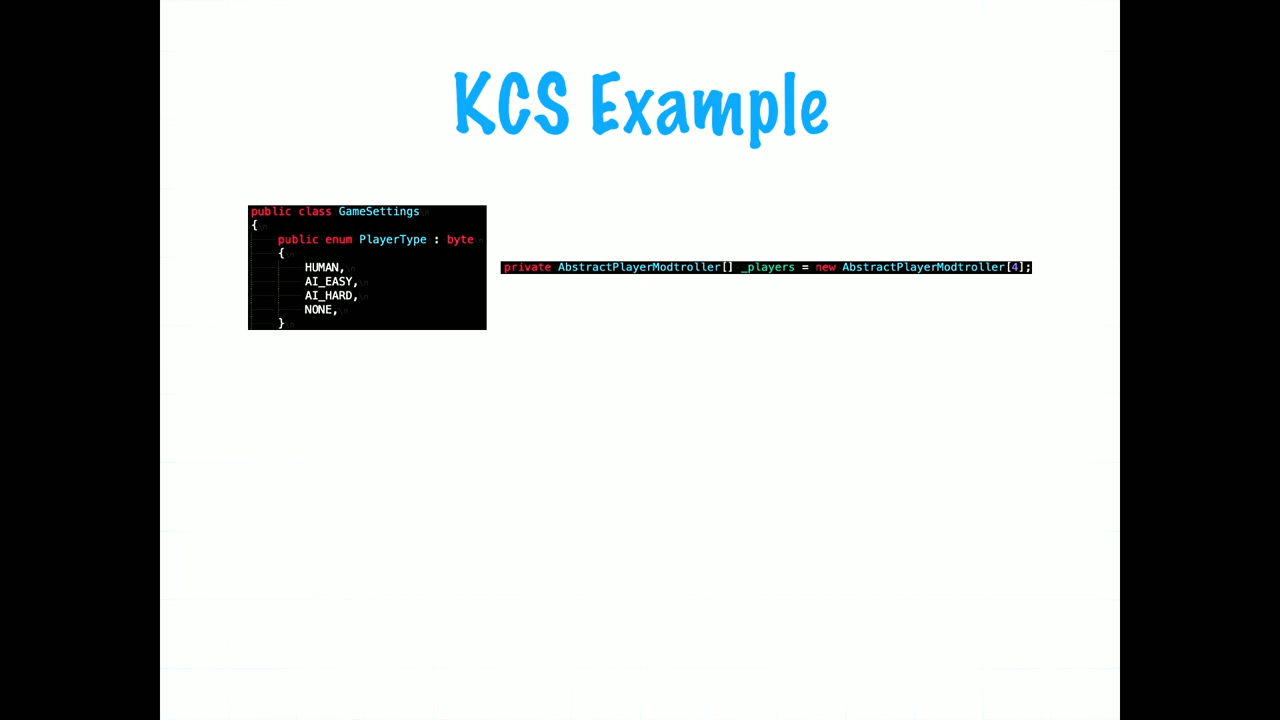 KCS Example
public class GameSettings
{
public enum PlayerType : byte
{
HUMAN,
AI_EASY,
AI_HARD,
NONE,
}
private AbstractPlayerModtroller[] _players = new AbstractPlayerModtroller[4];